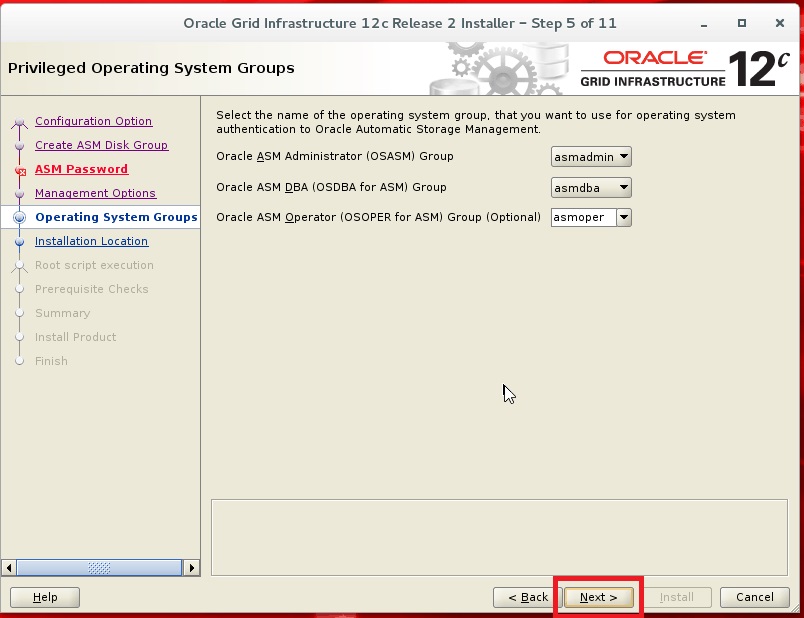 Oracle Grid Infrastructure 12c Release 2 Installer – Step 5 of 11
Privileged Operating System Groups
ORACLE
GRID INFRASTRUCTURE
12c
Configuration Option
Create ASM Disk Group
ASM Password
Management Options
Operating System Groups
Installation Location
Root script execution
Prerequisite Checks
Summary
Install Product
Finish
Select the name of the operating system group, that you want to use for operating system
authentication to Oracle Automatic Storage Management.
Oracle ASM Administrator (OSASM) Group asmadmin
Oracle ASM DBA (OSDBA for ASM) Group asmdba
Oracle ASM Operator (OSOPER for ASM) Group (Optional) asmoper
Help < Back Next > Install Cancel